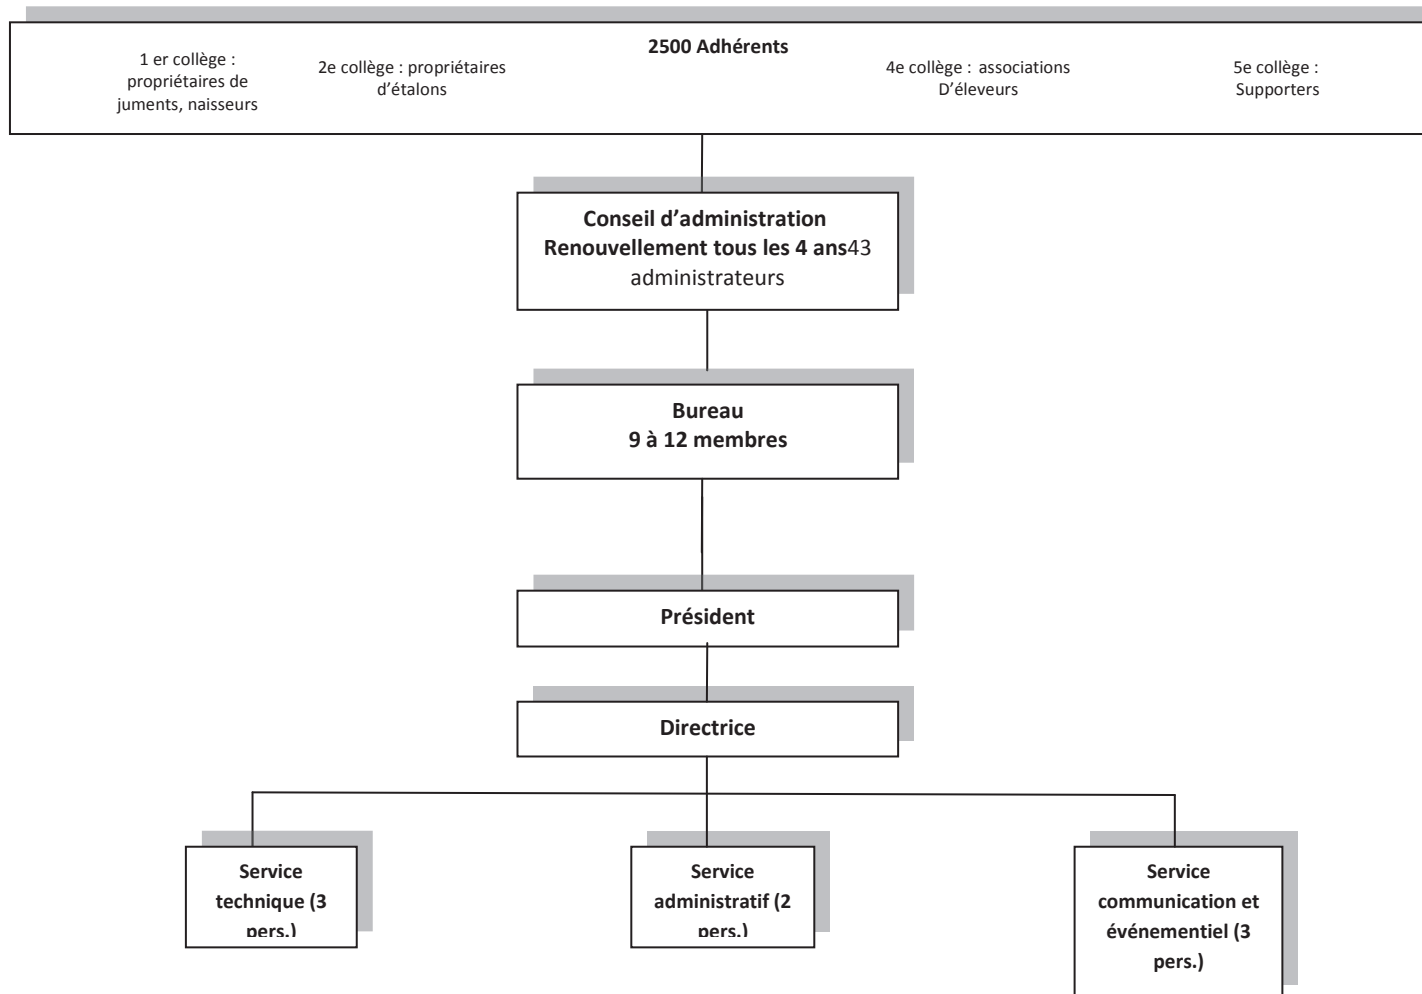 2500 Adhérents
1 er collège :
propriétaires de
juments, naisseurs
2e collège : propriétaires
d'étalons
4e collège : associations
D'éleveurs
5e collège :
Supporters
Conseil d'administration
Renouvellement tous les 4 ans43
administrateurs
Bureau
9 à 12 membres
Président
Directrice
Service
technique (3
pers.)
Service
administratif (2
pers.)
Service
communication et
événementiel (3
pers.)